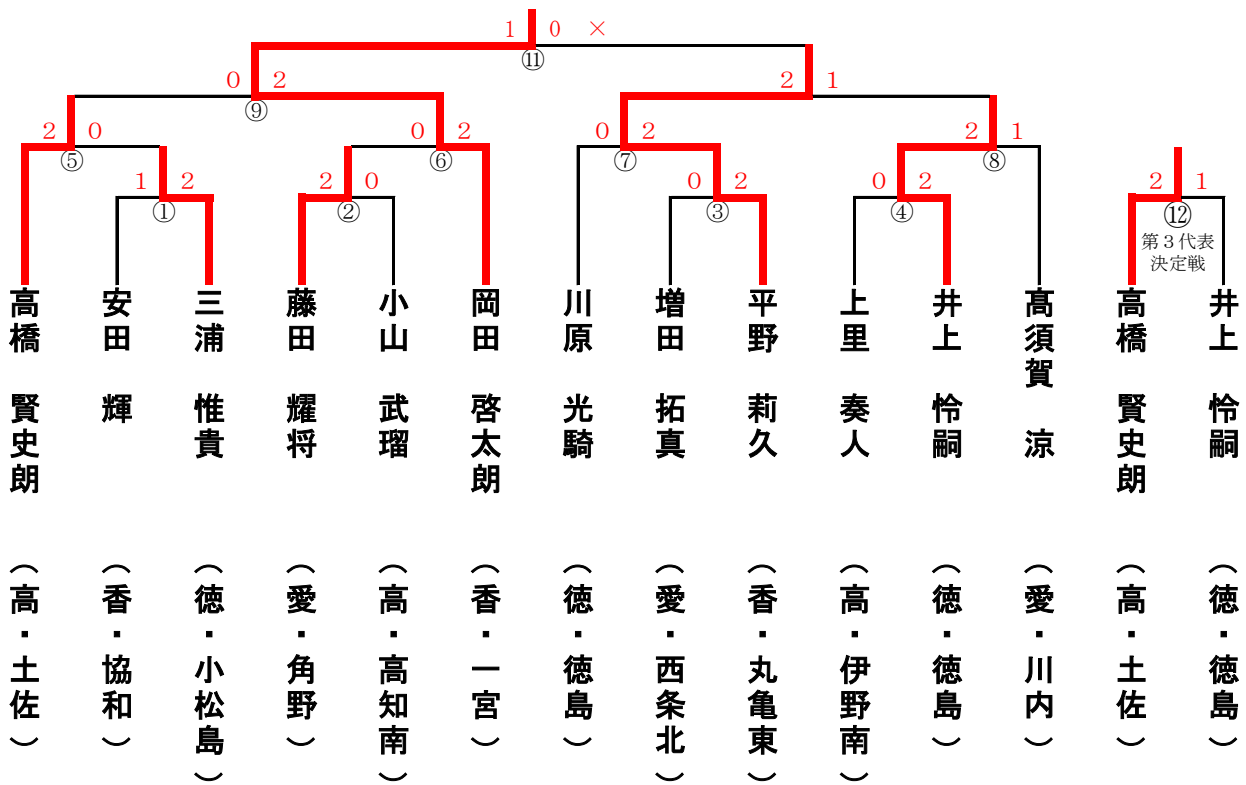 1 0 ×
⑪
0 2
2 1
⑨
2 0
0 2
0 2
2 1
⑤
⑥
⑦
⑧
1 2
2 0
0 2
0 2
2 1
①
②
③
④
⑫
第3代表
決定戦
高橋 賢史朗 （高・土佐）
安田 輝 （香・協和）
三浦 惟貴 （徳・小松島）
藤田 耀将 （愛・角野）
小山 武瑠 （高・高知南）
岡田 啓太朗 （香・一宮）
川原 光騎 （徳・徳島）
増田 拓真 （愛・西条北）
平野 莉久 （香・丸亀東）
上里 奏人 （高・伊野南）
井上 怜嗣 （徳・徳島）
髙須賀 涼 （愛・川内）
高橋 賢史朗 （高・土佐）
井上 怜嗣 （徳・徳島）